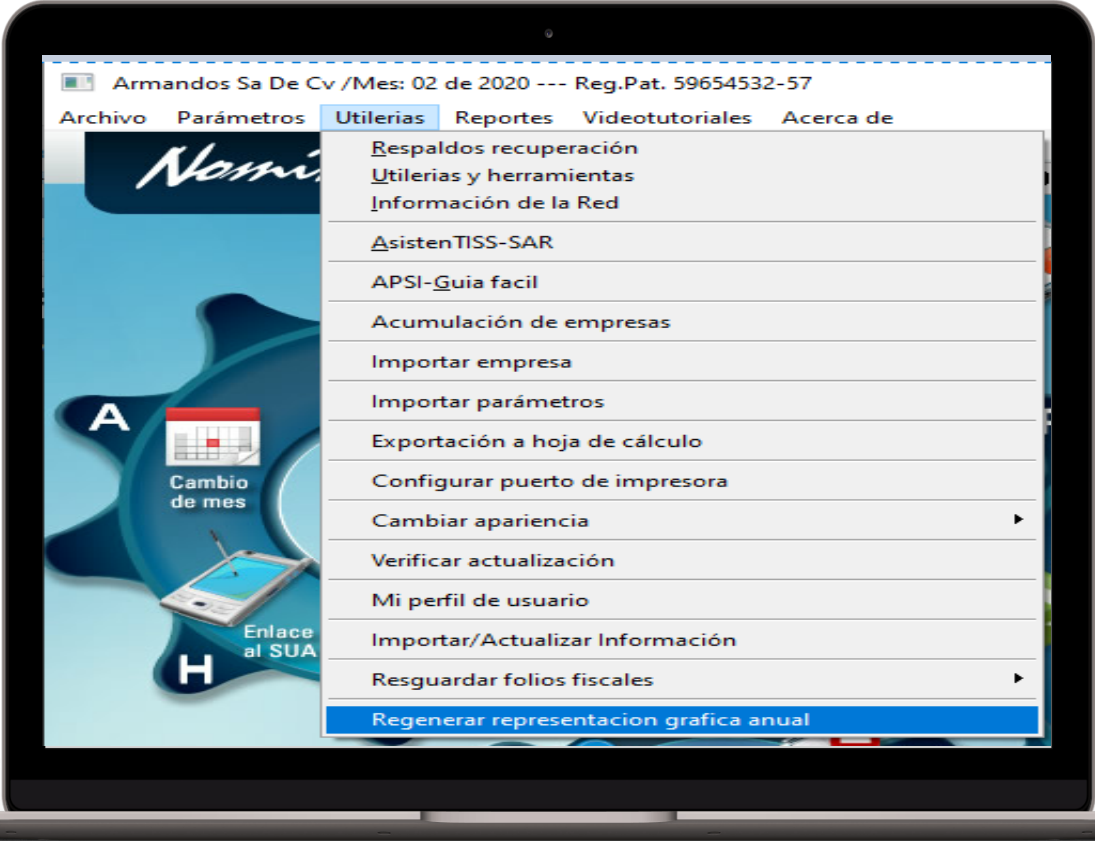 Armandos Sa De Cv /Mes: 02 de 2020 --- Reg.Pat. 59654532-57
Archivo Parámetros Utilerias Reportes Videotutoriales Acerca de
Respaldos recuperación
Utilerias y herramientas
Información de la Red
AsistenTISS-SAR
APSI-Guia facil
Acumulación de empresas
Importar empresa
Importar parámetros
Exportación a hoja de cálculo
Configurar puerto de impresora
Cambiar apariencia
Verificar actualización
Mi perfil de usuario
Importar/Actualizar Información
Resguardar folios fiscales
Regenerar representacion grafica anual
A
Cambio
de mes
Enlace
al SUA
H